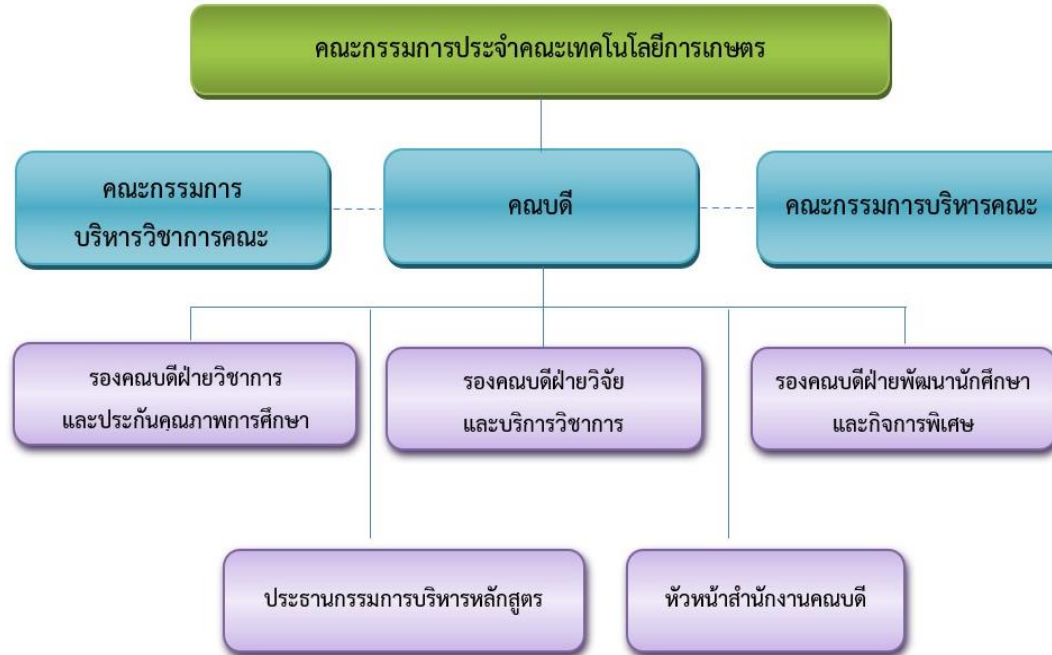 คณะกรรมการประจำคณะเทคโนโลยีการเกษตร
คณะกรรมการ
บริหารวิชาการคณะ
คณบดี
คณะกรรมการบริหารคณะ
รองคณบดีฝ่ายวิชาการ
และประกันคุณภาพการศึกษา
รองคณบดีฝ่ายวิจัย
และบริการวิชาการ
รองคณบดีฝ่ายพัฒนานักศึกษา
และกิจการพิเศษ
ประธานกรรมการบริหารหลักสูตร
หัวหน้าสำนักงานคณบดี